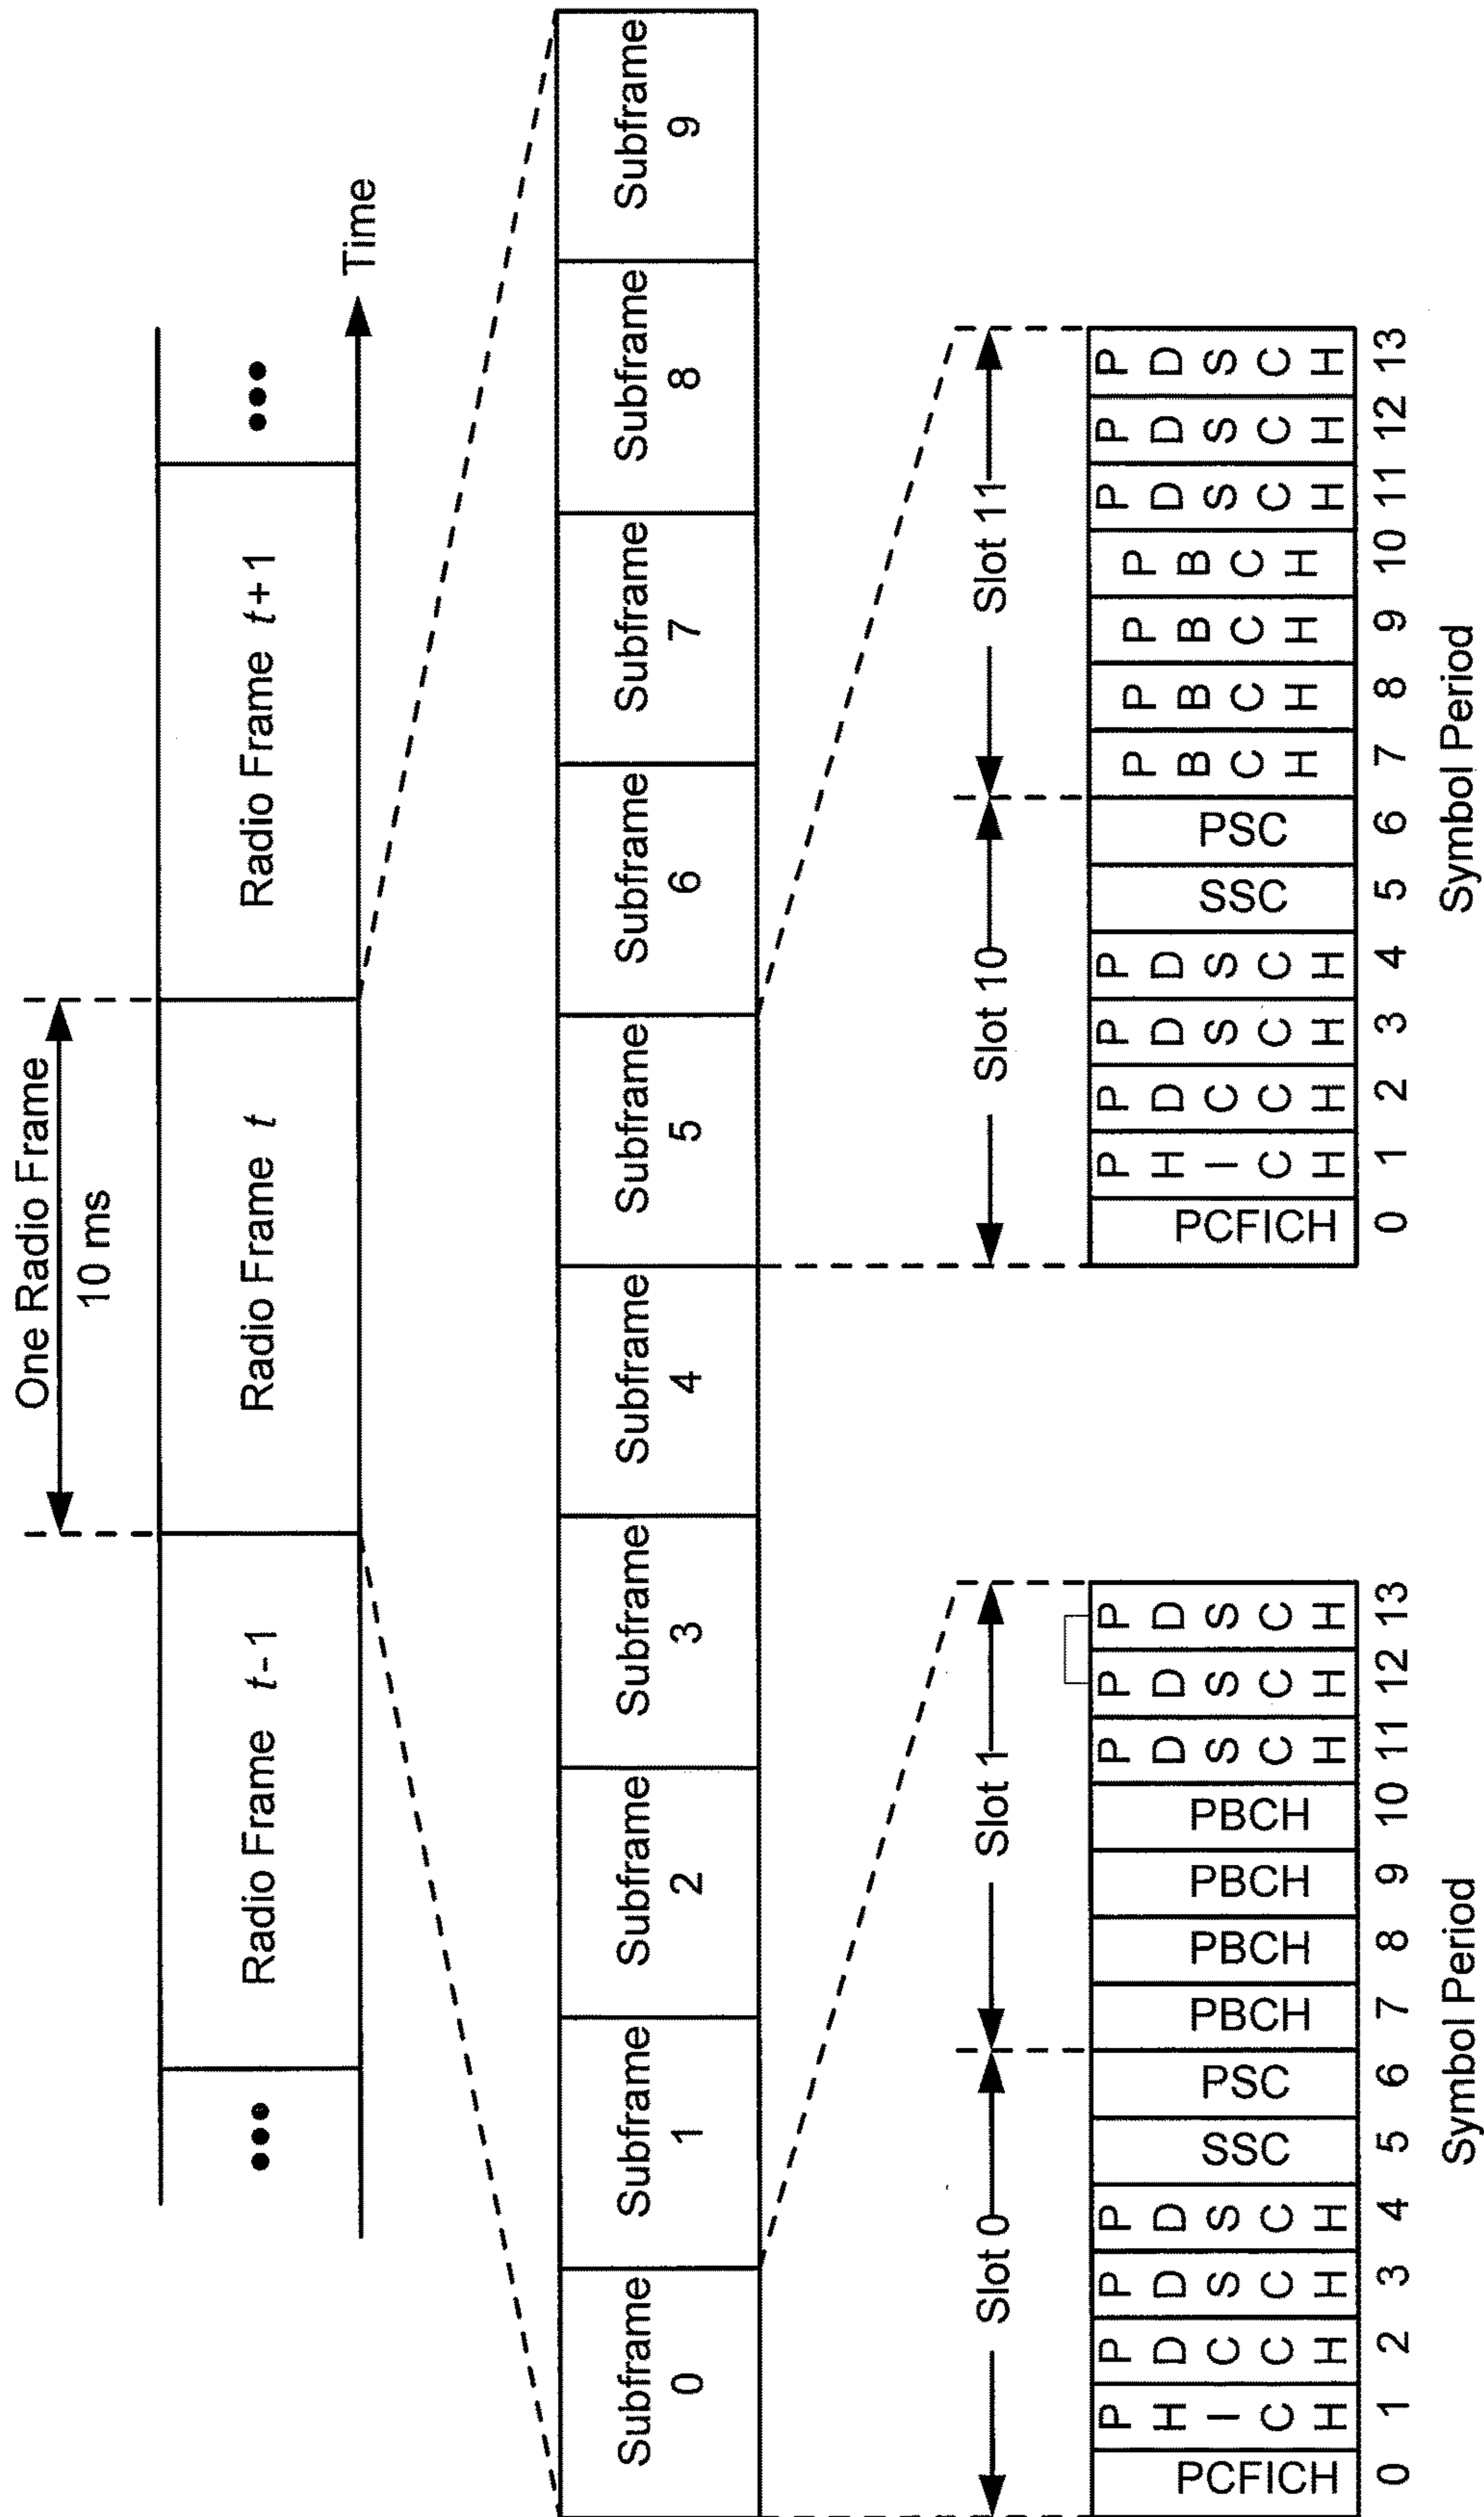 One Radio Frame
10 ms
••• Radio Frame t-1 Radio Frame t Radio Frame t+1 •••
Time
Subframe 0
Subframe 1
Subframe 2
Subframe 3
Subframe 4
Subframe 5
Subframe 6
Subframe 7
Subframe 8
Subframe 9
Slot 0
Slot 1
PCFICH
PHICH
PDCCH
PDSCH
PDSCH
SSC
PSC
PBCH
PBCH
PBCH
PBCH
PDSCH
PDSCH
PDSCH
0 1 2 3 4 5 6 7 8 9 10 11 12 13
Symbol Period
Slot 10
Slot 11
PCFICH
PHICH
PDCCH
PDSCH
PDSCH
SSC
PSC
PBCH
PBCH
PBCH
PBCH
PDSCH
PDSCH
PDSCH
0 1 2 3 4 5 6 7 8 9 10 11 12 13
Symbol Period